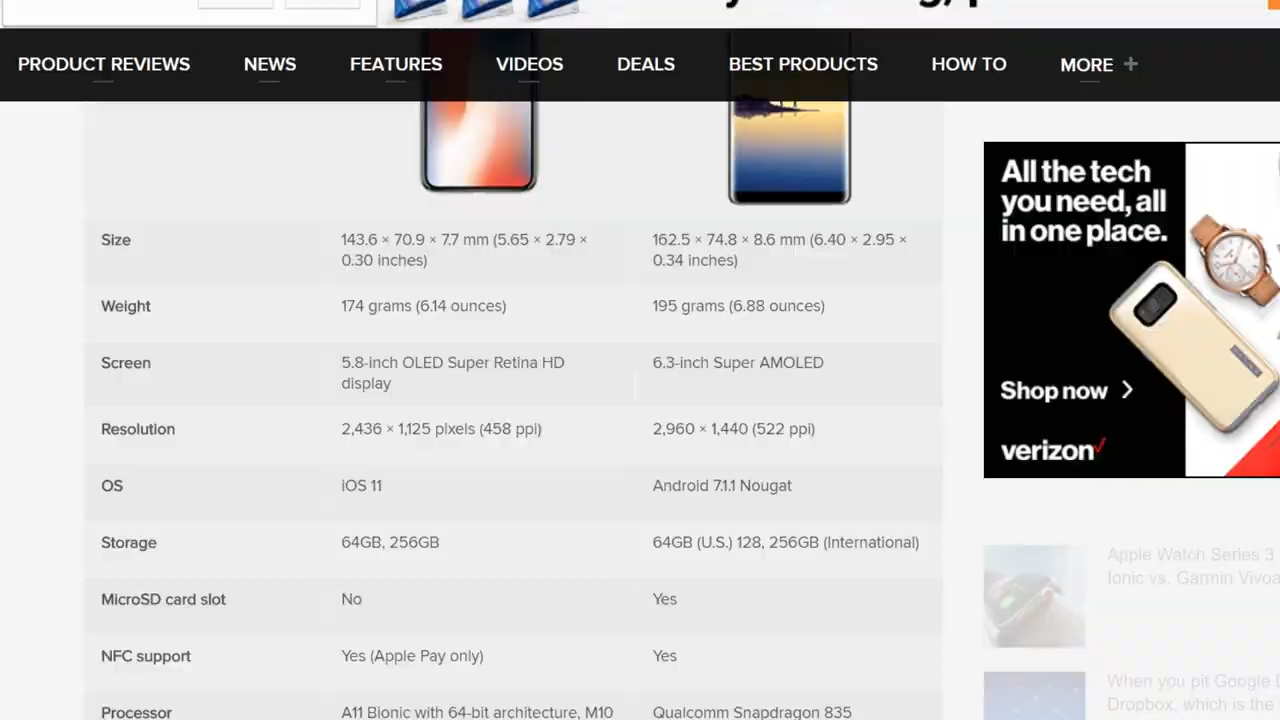 PRODUCT REVIEWS NEWS FEATURES VIDEOS DEALS BEST PRODUCTS HOW TO MORE +
Size 143.6 × 70.9 × 7.7 mm (5.65 × 2.79 × 162.5 × 74.8 × 8.6 mm (6.40 × 2.95 ×
0.30 inches) 0.34 inches)
Weight 174 grams (6.14 ounces) 195 grams (6.88 ounces)
Screen 5.8-inch OLED Super Retina HD 6.3-inch Super AMOLED
display
Resolution 2,436 × 1,125 pixels (458 ppi) 2,960 × 1,440 (522 ppi)
OS iOS 11 Android 7.1.1 Nougat
Storage 64GB, 256GB 64GB (U.S.) 128, 256GB (International)
MicroSD card slot No Yes
NFC support Yes (Apple Pay only) Yes
Processor A11 Bionic with 64-bit architecture, M10 Qualcomm Snapdragon 835
All the tech
you need, all
in one place.
Shop now
verizon
Apple Watch Series 3
Ionic vs. Garmin
When you pit Google
Dropbox, which is the